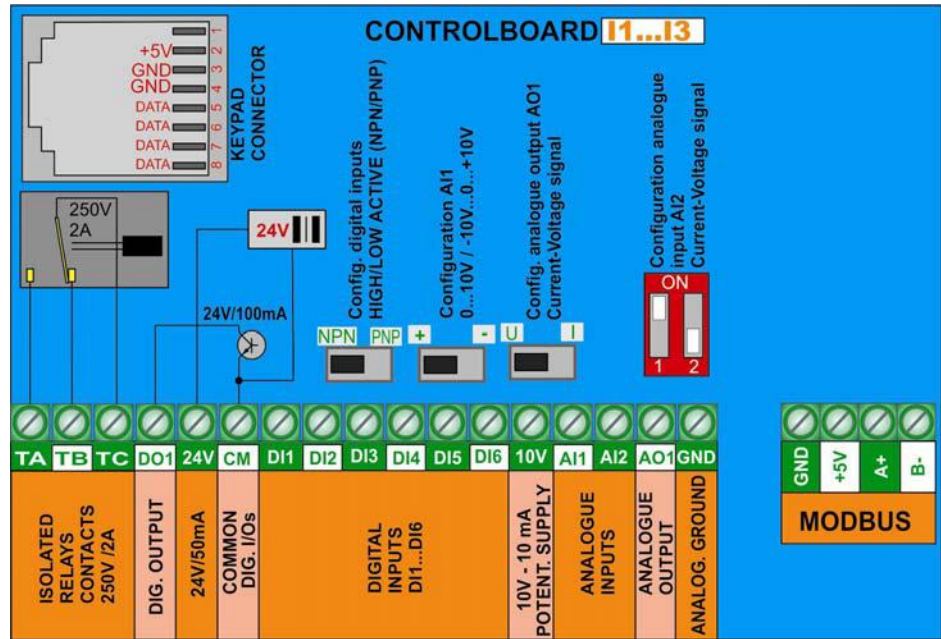 CONTROLBOARD I1...I3
1
+5V 2
GND 3
GND 4
DATA 5
DATA 6
DATA 7
DATA 8
KEYPAD
CONNECTOR
250V
2A
24V
24V/100mA
Config. digital inputs
HIGH/LOW ACTIVE (NPN/PNP)
NPN PNP
Configuration AI1
0...10V / -10V...0...+10V
+ -
Config. analogue output AO1
Current-Voltage signal
U I
Configuration analogue
input AI2
Current-Voltage signal
ON
1 2
TA TB TC DO1 24V CM DI1 DI2 DI3 DI4 DI5 DI6 10V AI1 AI2 AO1 GND
ISOLATED
RELAYS
CONTACTS
250V /2A
DIG. OUTPUT
24V/50mA
COMMON
DIG. I/OS
DIGITAL
INPUTS
DI1...DI6
10V - 10 mA
POTENT. SUPPLY
ANALOGUE
INPUTS
ANALOGUE
OUTPUT
ANALOG. GROUND
GND +5V A+ B-
MODBUS